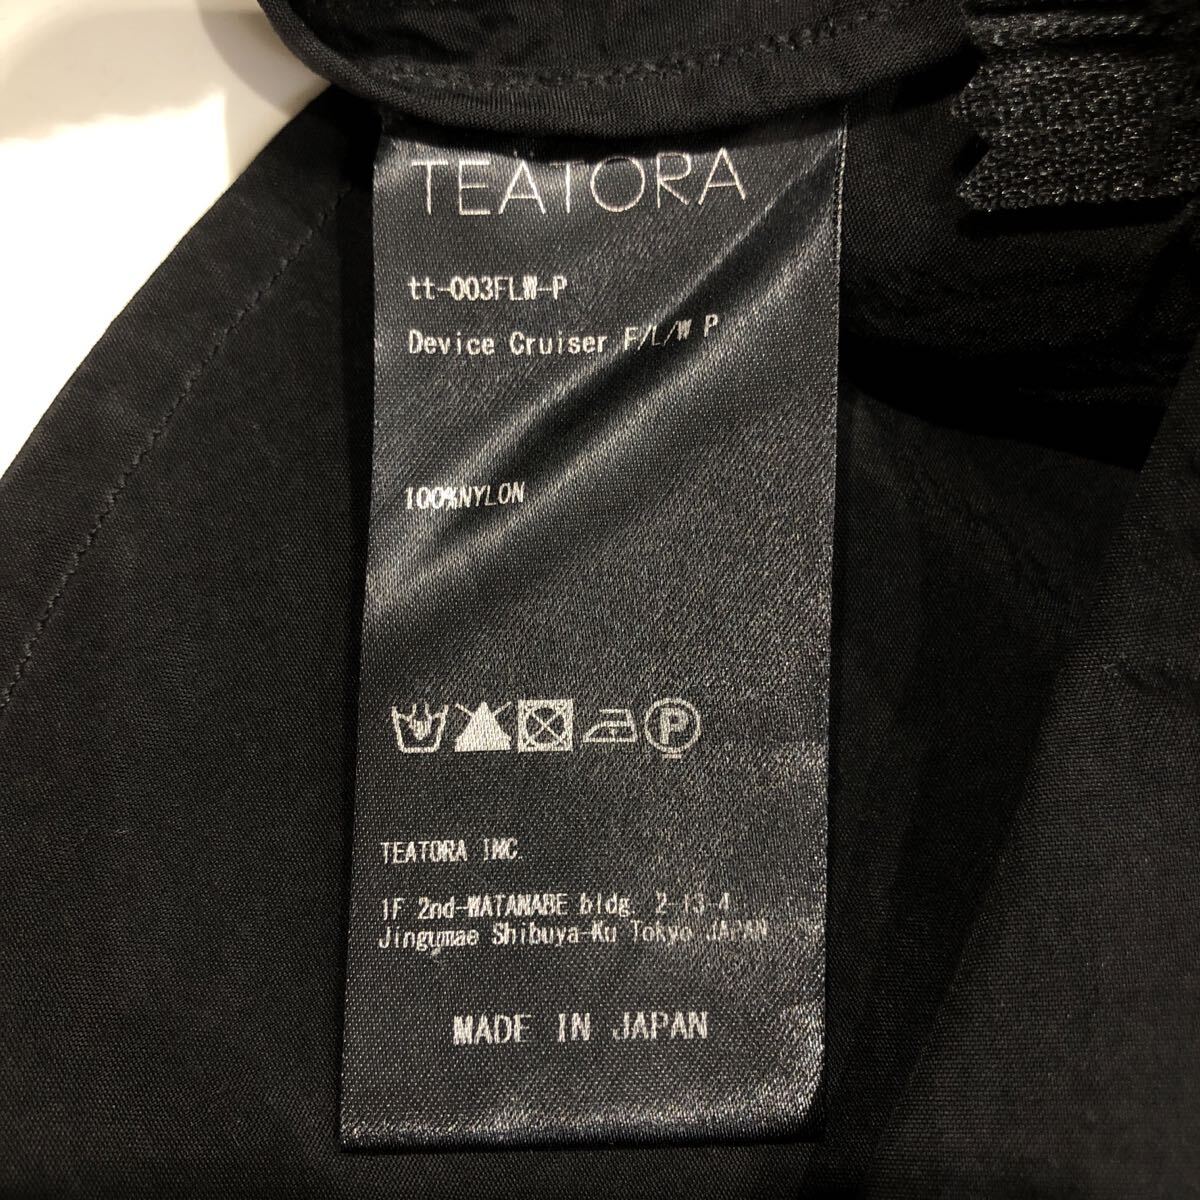 TEATORA
tt-003FLW-P
Device Cruiser F/L/W P
100%NYLON
P
TEATORA INC.
1F 2nd-WATANABE bldg. 2-13-4
Jingumae Shibuya-Ku Tokyo JAPAN
MADE IN JAPAN